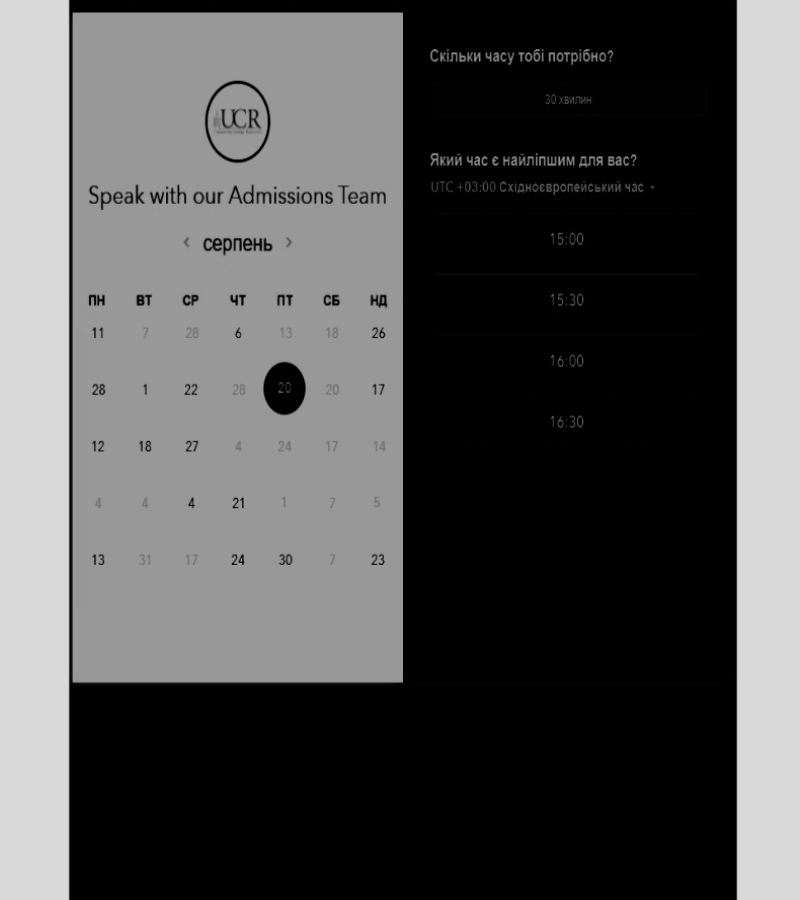 UCR
Speak with our Admissions Team
серпень
ПН ВТ СР ЧТ ПТ СБ НД
11 7 28 6 13 18 26
28 1 22 28 20 20 17
12 18 27 4 24 17 14
4 4 4 21 1 7 5
13 31 17 24 30 7 23
Скільки часу тобі потрібно?
30 хвилин
Який час є найліпшим для вас?
UTC +03:00 Східноєвропейський час
15:00
15:30
16:00
16:30